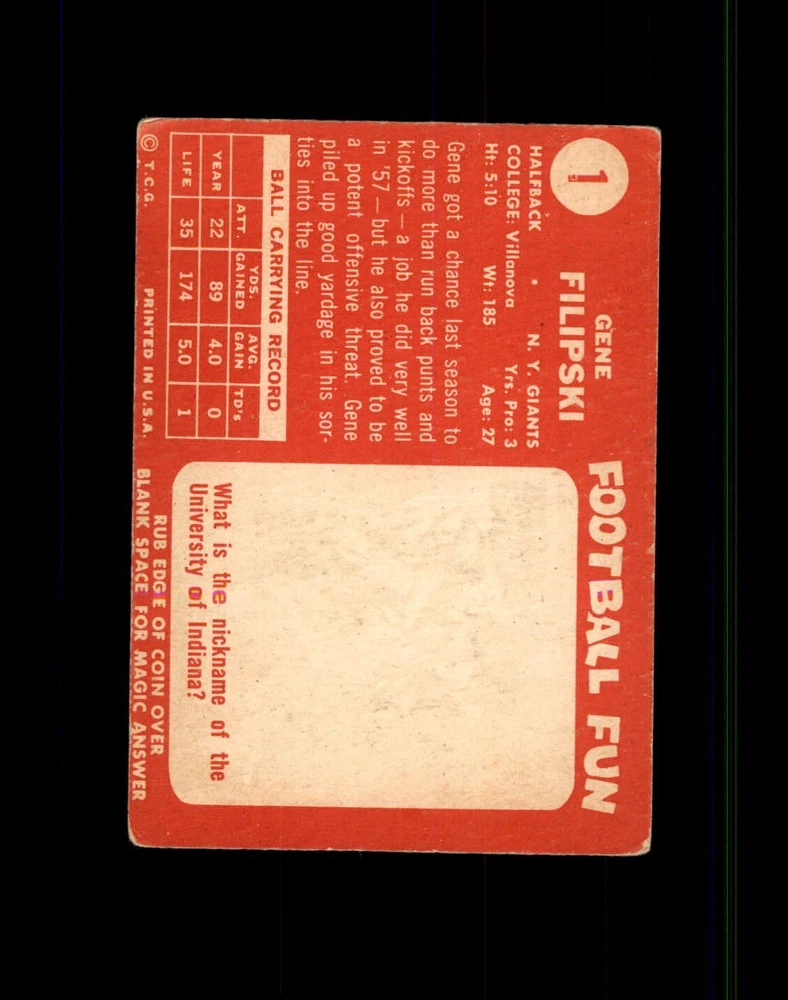 1
GENE
FILIPSKI
HALFBACK • N. Y. GIANTS
COLLEGE: Villanova Yrs. Pro: 3
Ht: 5:10 Wt: 185 Age: 27
Gene got a chance last season to
do more than run back punts and
kickoffs — a job he did very well
in '57 — but he also proved to be
a potent offensive threat. Gene
piled up good yardage in his sor-
ties into the line.
BALL CARRYING RECORD
ATT. YDS. GAINED AVG. GAIN TD's
YEAR 22 89 4.0 0
LIFE 35 174 5.0 1
© T.C.G. PRINTED IN U.S.A.
FOOTBALL FUN
What is the nickname of the
University of Indiana?
RUB EDGE OF COIN OVER
BLANK SPACE FOR MAGIC ANSWER